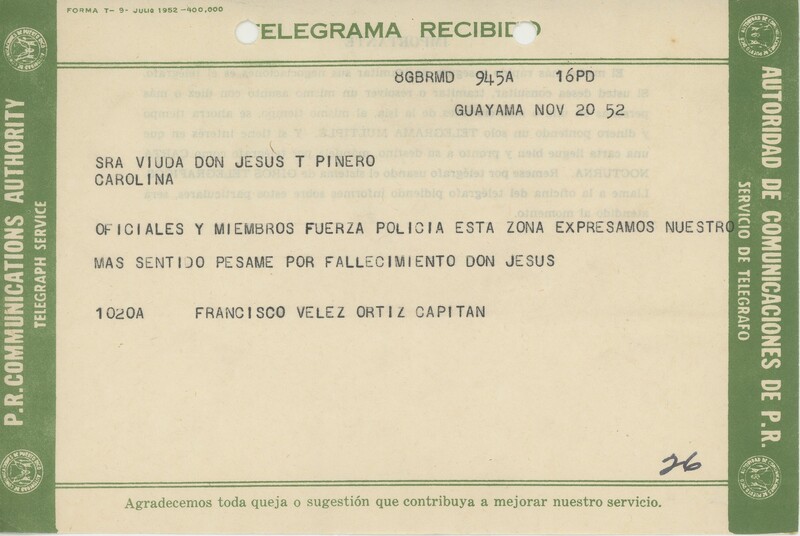 FORMA T- 9- Julio 1952 -400,000
TELEGRAMA RECIBIDO
8GBRMD 945A 16PD
GUAYAMA NOV 20 52
SRA VIUDA DON JESUS T PINERO
CAROLINA
OFICIALES Y MIEMBROS FUERZA POLICIA ESTA ZONA EXPRESAMOS NUESTRO
MAS SENTIDO PESAME POR FALLECIMIENTO DON JESUS
1020A FRANCISCO VELEZ ORTIZ CAPITAN
26
Agradecemos toda queja o sugestión que contribuya a mejorar nuestro servicio.
P.R. COMMUNICATIONS AUTHORITY
TELEGRAPH SERVICE
AUTORIDAD DE COMUNICACIONES DE P.R.
SERVICIO DE TELEGRAFO